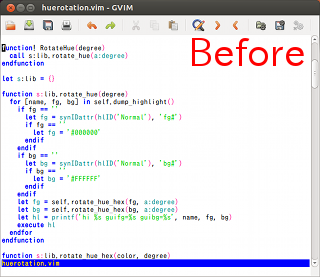 huerotation.vim - GVIM
Before
function! RotateHue(degree)
  call s:lib.rotate_hue(a:degree)
endfunction

let s:lib = {}

function s:lib.rotate_hue(degree)
  for [name, fg, bg] in self.dump_highlight()
    if fg == ''
      let fg = synIDattr(hlID("Normal"), "fg#")
      if fg == ''
        let fg = "#000000"
      endif
    endif
    if bg == ''
      let bg = synIDattr(hlID("Normal"), "bg#")
      if bg == ''
        let bg = "#FFFFFF"
      endif
    endif
    let fg = self.rotate_hue_hex(fg, a:degree)
    let bg = self.rotate_hue_hex(bg, a:degree)
    let hl = printf("hi %s guifg=%s guibg=%s", name, fg, bg)
    execute hl
  endfor
endfunction

function s:lib.rotate_hue_hex(color, degree)
huerotation.vim